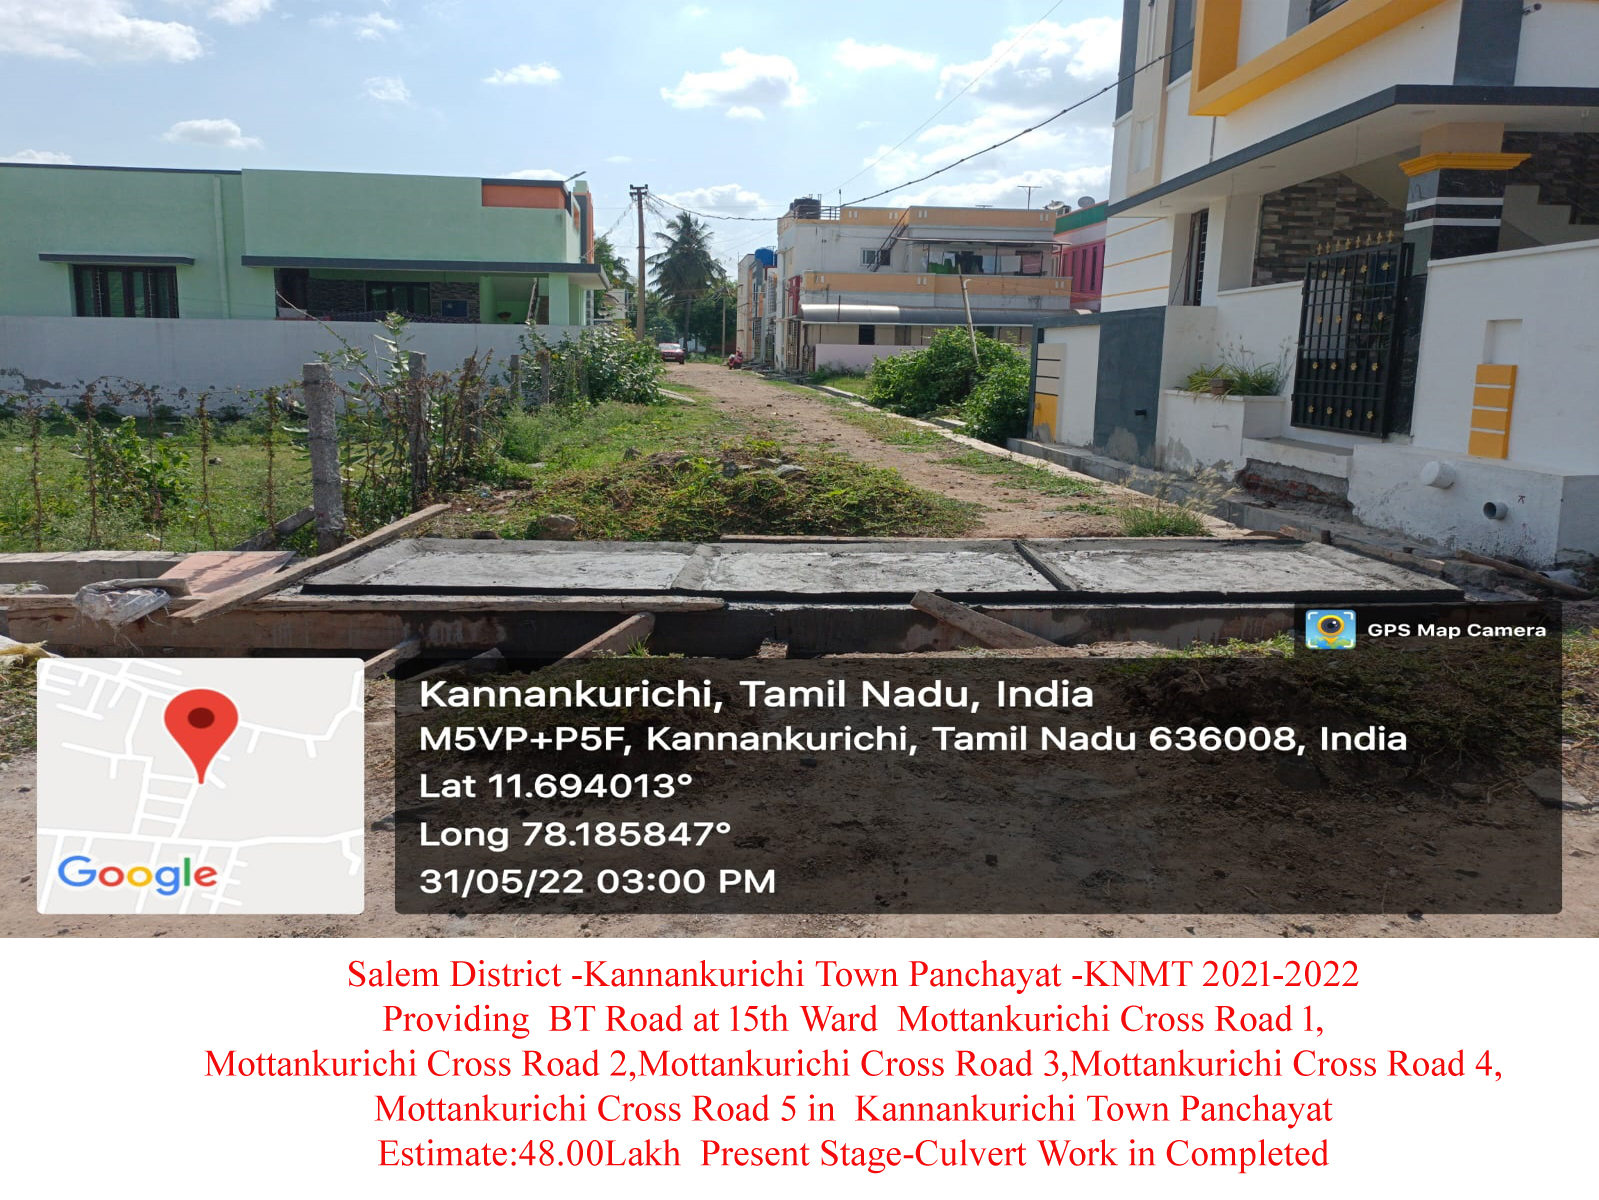 GPS Map Camera
Kannankurichi, Tamil Nadu, India
M5VP+P5F, Kannankurichi, Tamil Nadu 636008, India
Lat 11.694013°
Long 78.185847°
31/05/22 03:00 PM
Google
Salem District -Kannankurichi Town Panchayat -KNMT 2021-2022
Providing BT Road at 15th Ward Mottankurichi Cross Road 1,
Mottankurichi Cross Road 2,Mottankurichi Cross Road 3,Mottankurichi Cross Road 4,
Mottankurichi Cross Road 5 in Kannankurichi Town Panchayat
Estimate:48.00Lakh Present Stage-Culvert Work in Completed